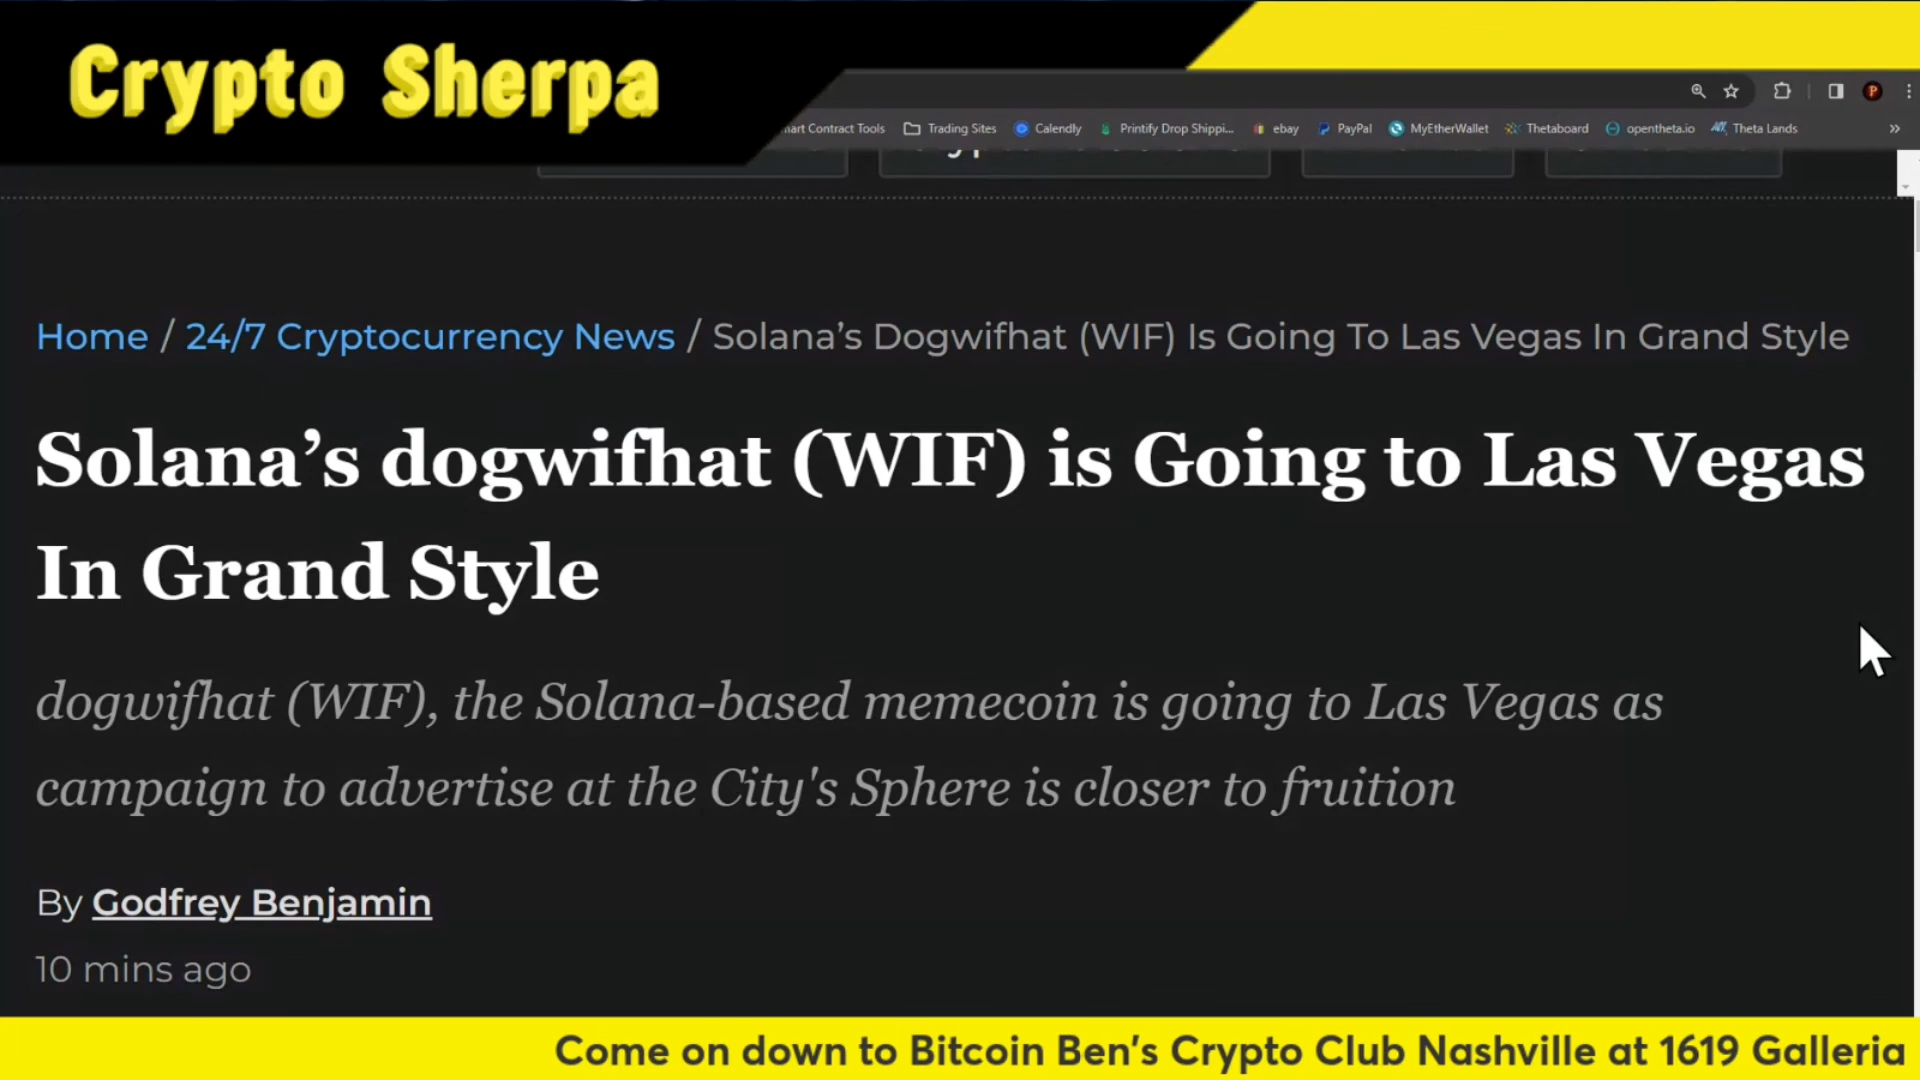 Crypto Sherpa
mart Contract Tools Trading Sites Calendly Printify Drop Shippi... ebay PayPal MyEtherWallet Thetaboard opentheta.io Theta Lands »
Home / 24/7 Cryptocurrency News / Solana’s Dogwifhat (WIF) Is Going To Las Vegas In Grand Style
Solana’s dogwifhat (WIF) is Going to Las Vegas
In Grand Style
dogwifhat (WIF), the Solana-based memecoin is going to Las Vegas as
campaign to advertise at the City's Sphere is closer to fruition
By Godfrey Benjamin
10 mins ago
Come on down to Bitcoin Ben's Crypto Club Nashville at 1619 Galleria